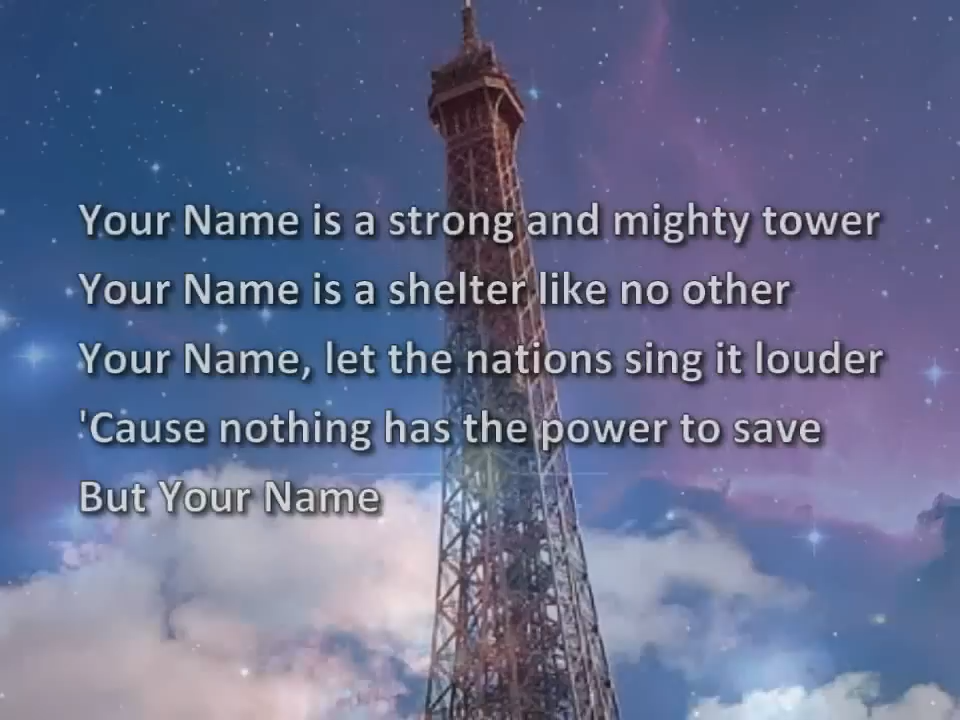 Your Name is a strong and mighty tower
Your Name is a shelter like no other
Your Name, let the nations sing it louder
'Cause nothing has the power to save
But Your Name